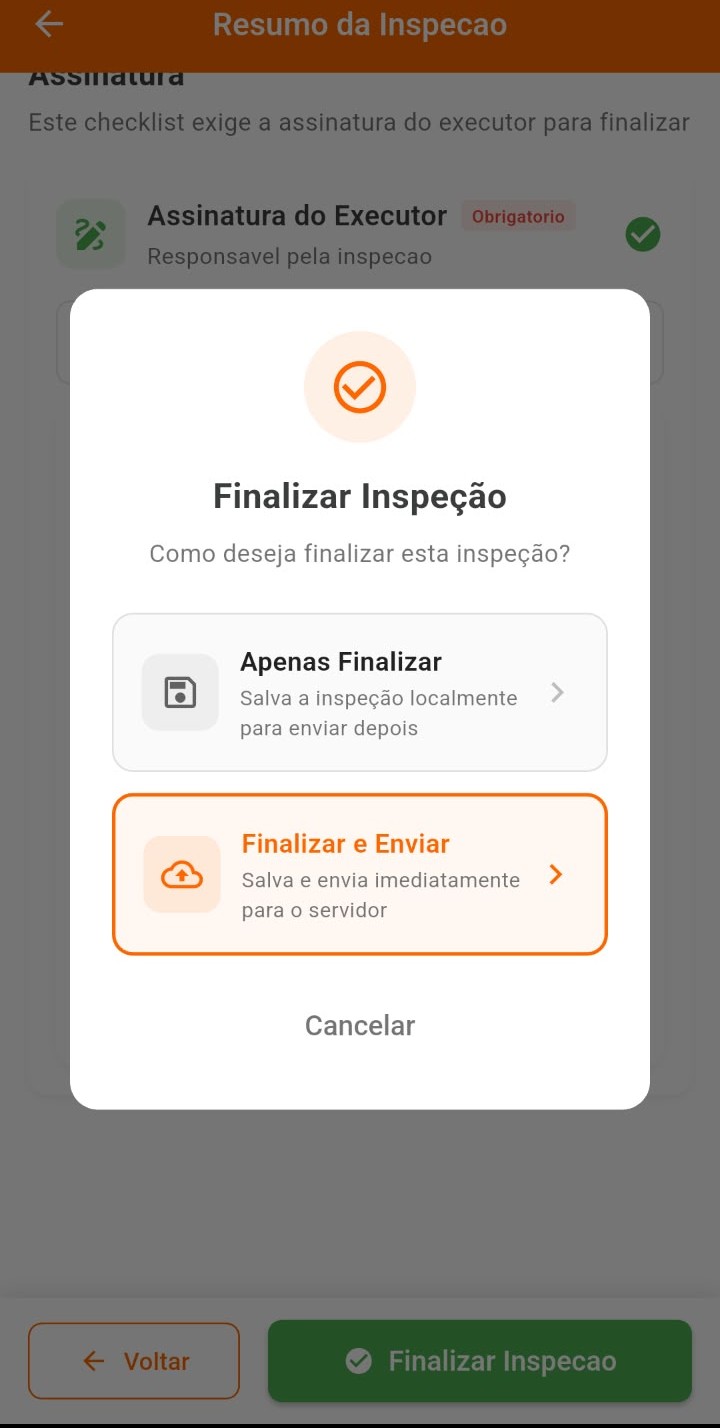 Resumo da Inspecao
Assinatura
Este checklist exige a assinatura do executor para finalizar
Assinatura do Executor Obrigatorio
Responsavel pela inspecao
Finalizar Inspeção
Como deseja finalizar esta inspeção?
Apenas Finalizar
Salva a inspeção localmente
para enviar depois
Finalizar e Enviar
Salva e envia imediatamente
para o servidor
Cancelar
Voltar
Finalizar Inspecao